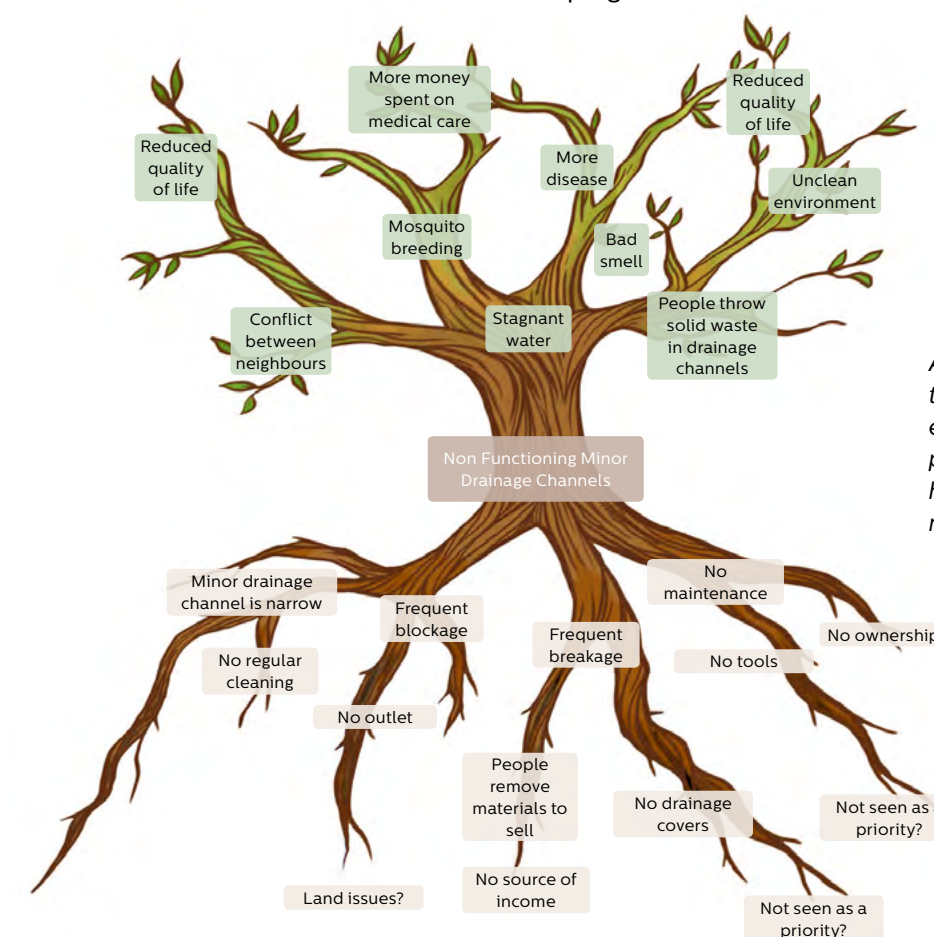 More money
spent on
medical care
Reduced
quality
of life
Reduced
quality
of life
More
disease
Unclean
environment
Mosquito
breeding
Bad
smell
Conflict
between
neighbours
Stagnant
water
People throw
solid waste
in drainage
channels
Non Functioning Minor
Drainage Channels
Minor drainage
channel is narrow
No
maintenance
Frequent
blockage
Frequent
breakage
No ownership
No regular
cleaning
No tools
No outlet
People
remove
materials to
sell
No drainage
covers
Not seen as
priority?
Land issues?
No source of
income
Not seen as a
priority?